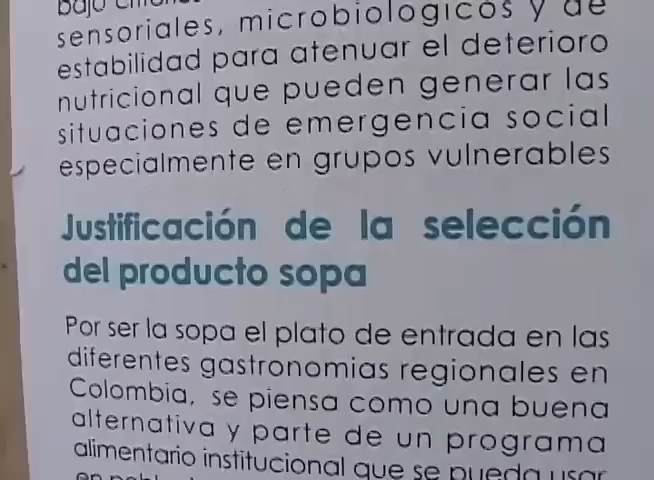 bajo
sensoriales, microbiológicos y de
estabilidad para atenuar el deterioro
nutricional que pueden generar las
situaciones de emergencia social
especialmente en grupos vulnerables
Justificación de la selección
del producto sopa
Por ser la sopa el plato de entrada en las
diferentes gastronomias regionales en
Colombia, se piensa como una buena
alternativa y parte de un programa
alimentario institucional que se pueda usar
en